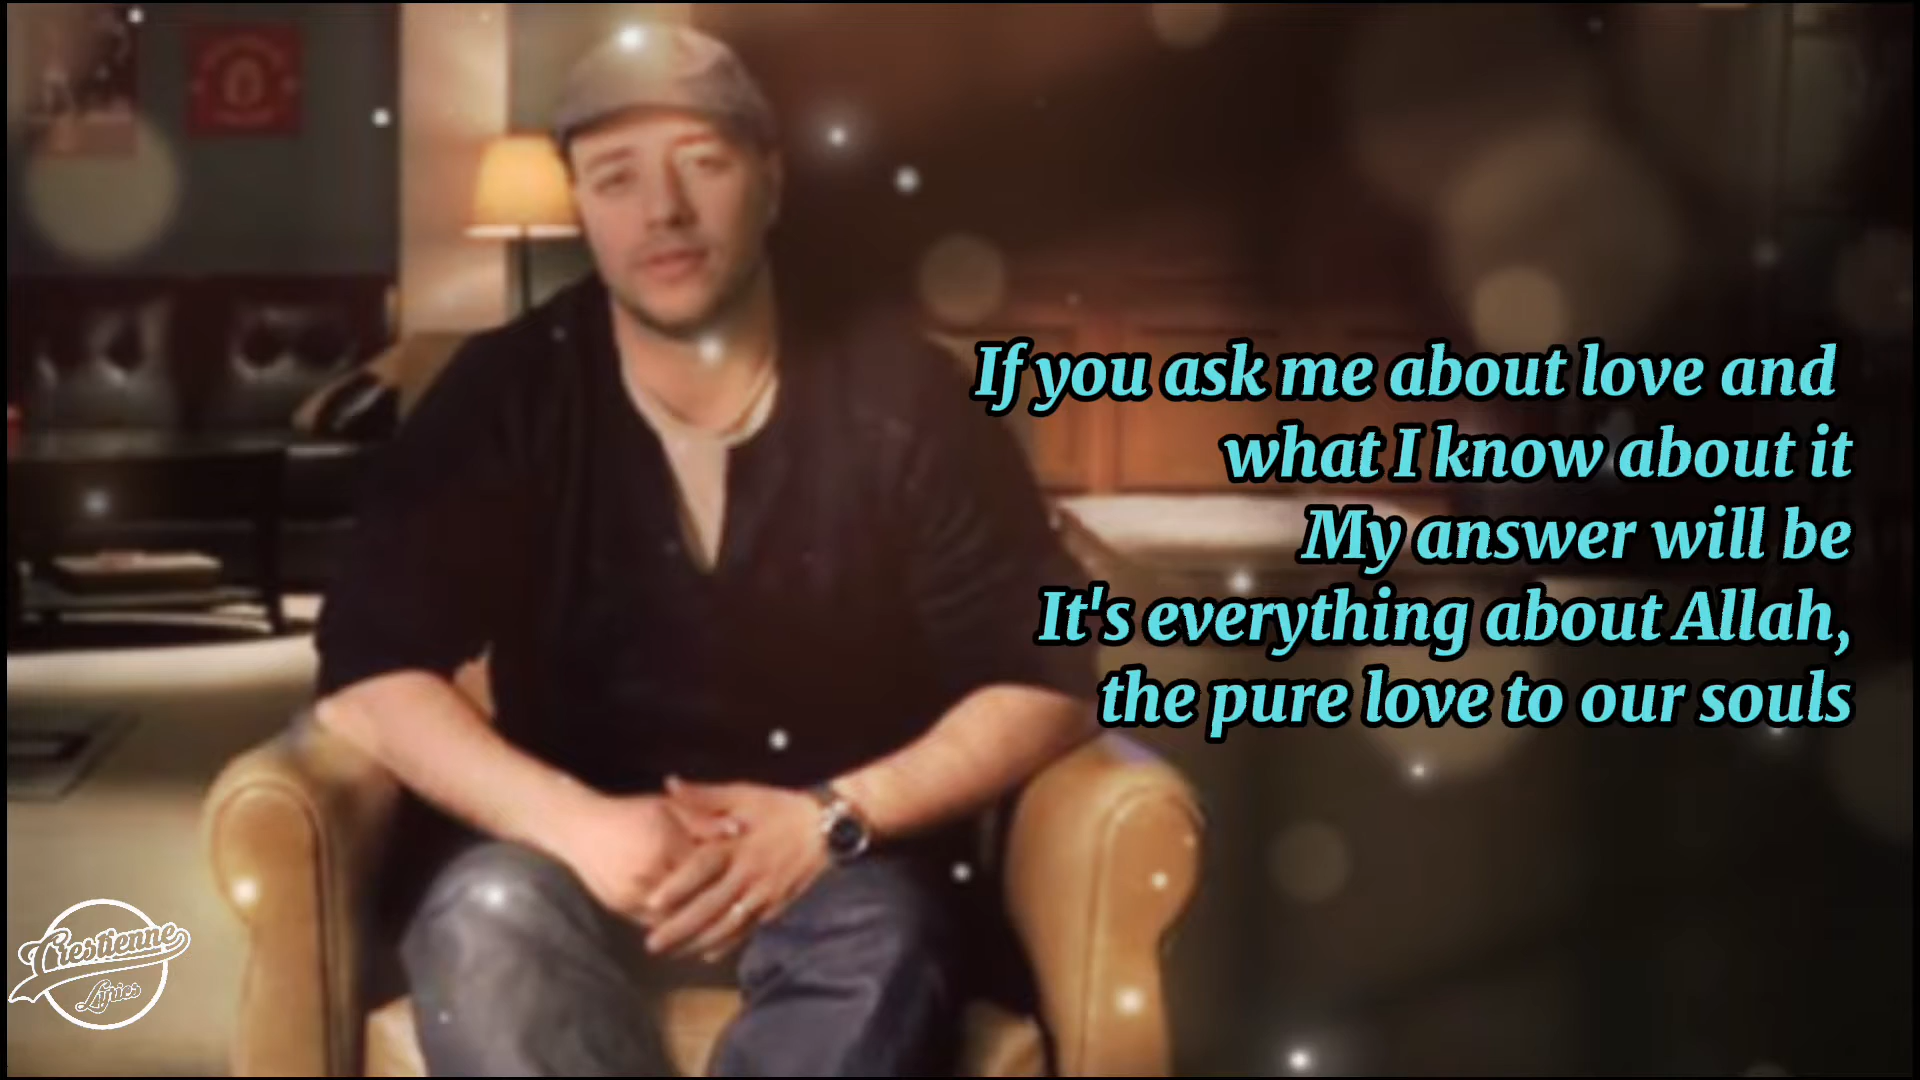 If you ask me about love and
what I know about it
My answer will be
It's everything about Allah,
the pure love to our souls
Crestienne
Lyrics